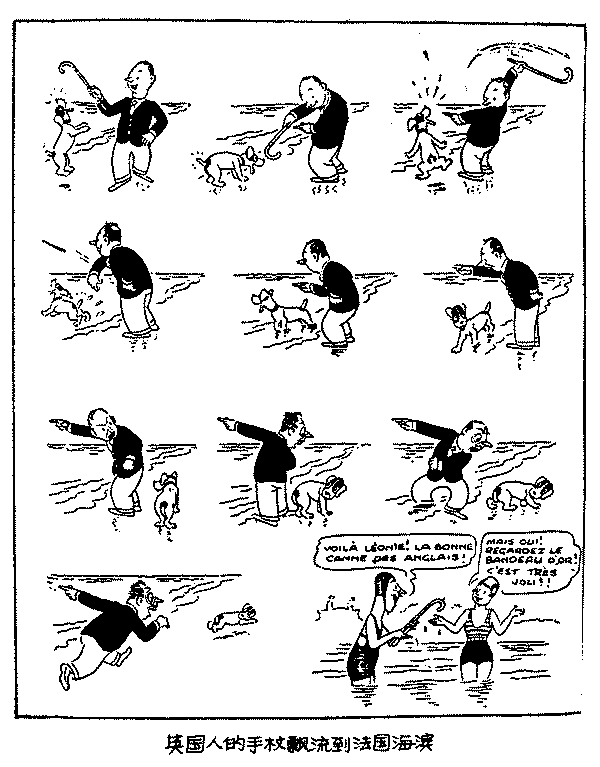 VOILÀ LÉONIE! LA BONNE
CANNE DES ANGLAIS!
MAIS OUI!
REGARDEZ LE
BANDEAU D'OR!
C'EST TRÈS
JOLI!!
英国人的手杖飘流到法国海滨